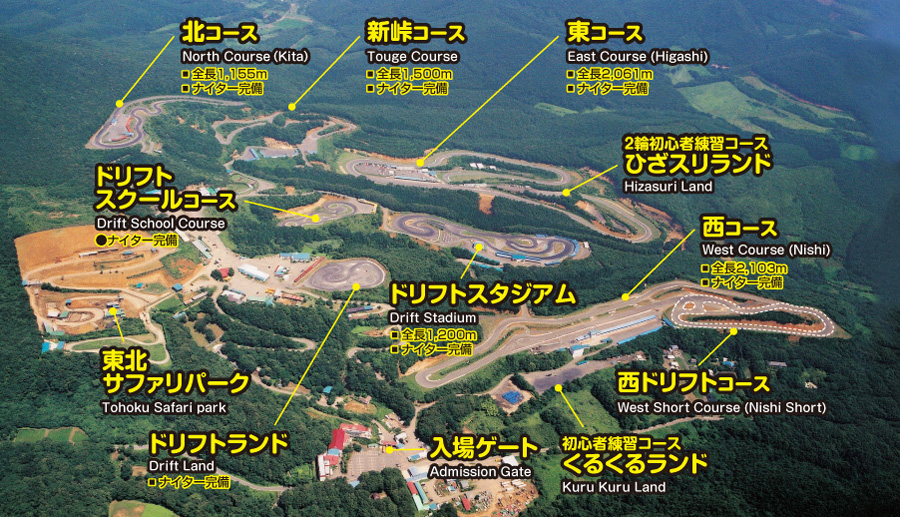 北コース
North Course (Kita)
■ 全長1,155m
■ ナイター完備
新峠コース
Touge Course
■ 全長1,500m
■ ナイター完備
東コース
East Course (Higashi)
■ 全長2,061m
■ ナイター完備
2輪初心者練習コース
ひざスリランド
Hizasuri Land
ドリフト
スクールコース
Drift School Course
●ナイター完備
西コース
West Course (Nishi)
■ 全長2,103m
■ ナイター完備
ドリフトスタジアム
Drift Stadium
■ 全長1,200m
■ ナイター完備
東北
サファリパーク
Tohoku Safari park
西ドリフトコース
West Short Course (Nishi Short)
ドリフトランド
Drift Land
■ ナイター完備
入場ゲート
Admission Gate
初心者練習コース
くるくるランド
Kuru Kuru Land